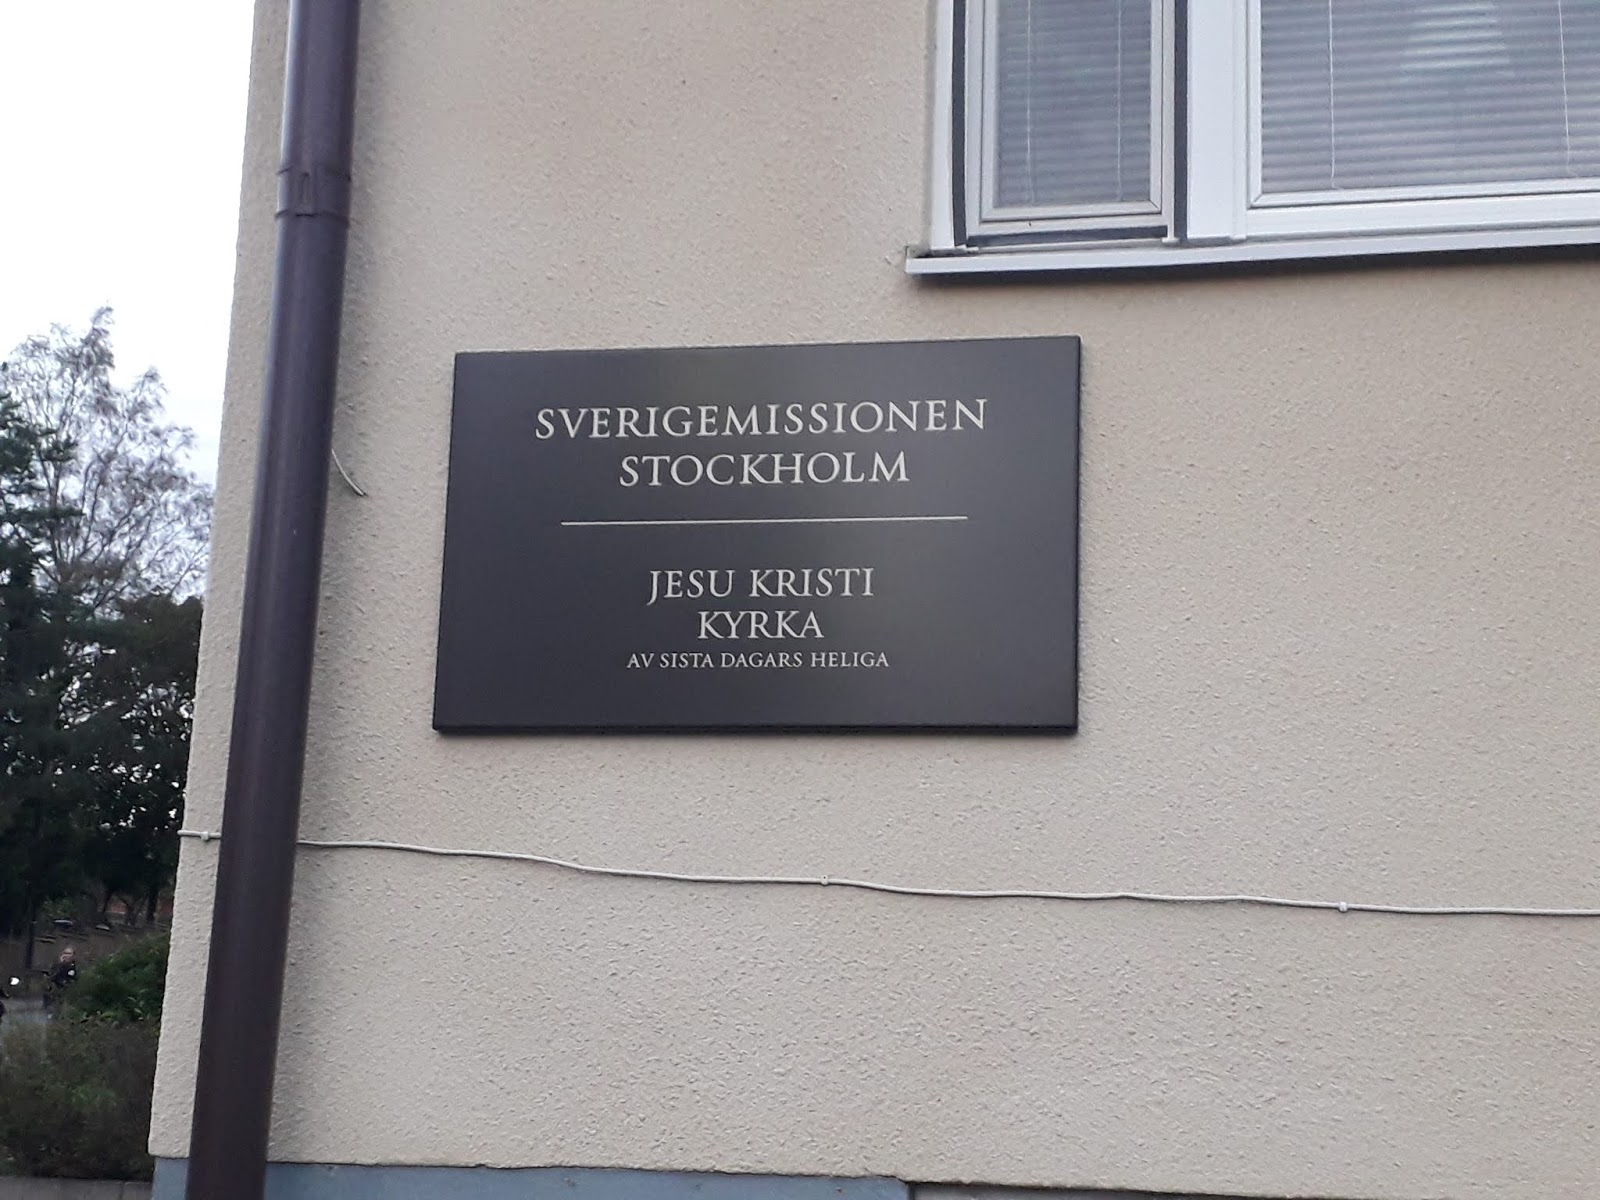 SVERIGEMISSIONEN
STOCKHOLM
JESU KRISTI
KYRKA
AV SISTA DAGARS HELIGA